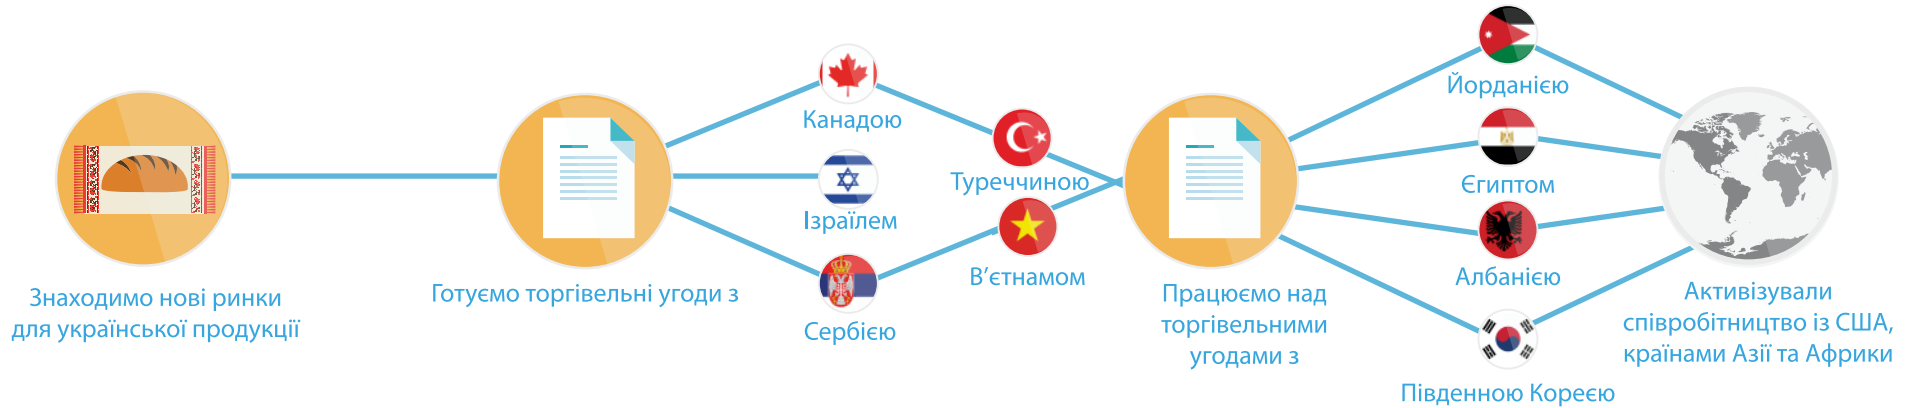 Знаходимо нові ринки
для української продукції
Готуємо торгівельні угоди з
Канадою
Ізраїлем
Сербією
Туреччиною
В’єтнамом
Працюємо над
торгівельними
угодами з
Йорданією
Єгиптом
Албанією
Південною Кореєю
Активізували
співробітництво із США,
країнами Азії та Африки